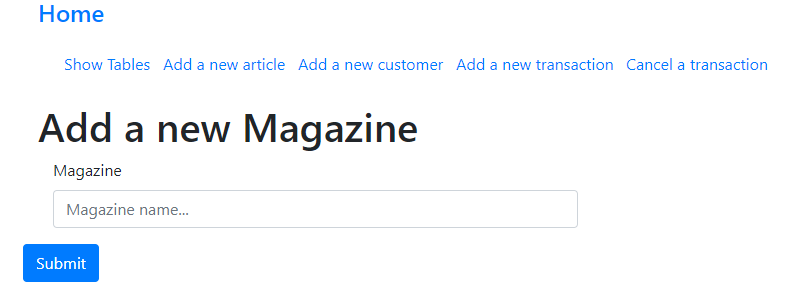 Home
Show Tables Add a new article Add a new customer Add a new transaction Cancel a transaction
Add a new Magazine
Magazine
Magazine name...
Submit